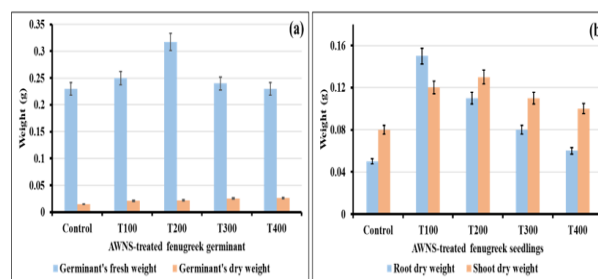 (a)
Weight (g)
0.35
0.3
0.25
0.2
0.15
0.1
0.05
0
Control T100 T200 T300 T400
AWNS-treated fenugreek germinant
Germinant's fresh weight Germinant's dry weight
(b)
Weight (g)
0.16
0.12
0.08
0.04
0.00
Control T100 T200 T300 T400
AWNS-treated fenugreek seedlings
Root dry weight Shoot dry weight